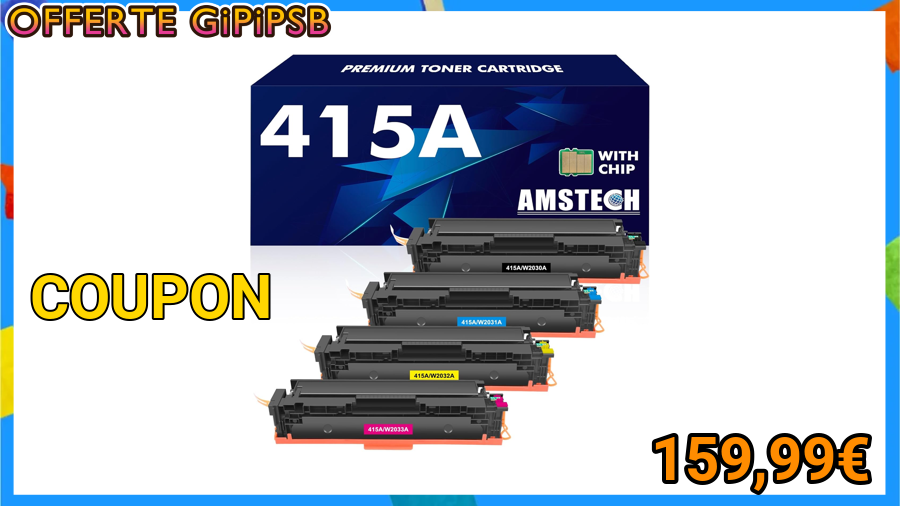 OFFERTE GiPiPSB
PREMIUM TONER CARTRIDGE
415A
WITH
CHIP
AMSTECH
415A/W2030A
COUPON
415A/W2031A
415A/W2032A
415A/W2033A
159,99€